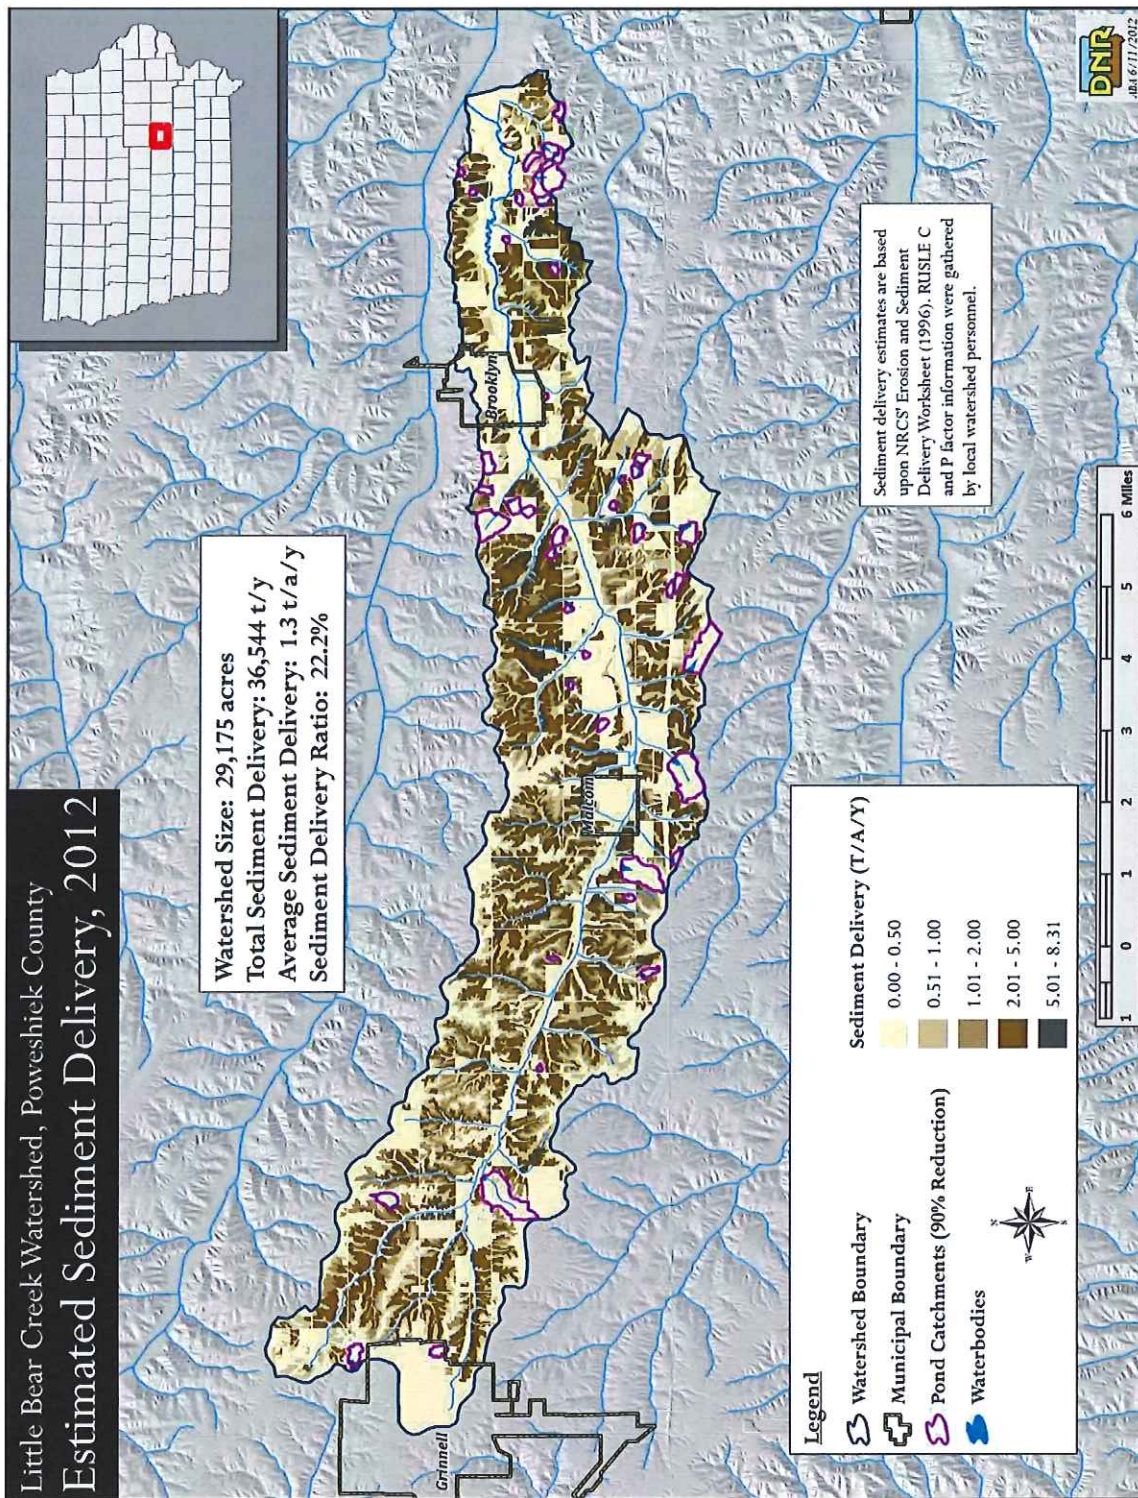 Little Bear Creek Watershed, Poweshiek County
Estimated Sediment Delivery, 2012
Watershed Size: 29,175 acres
Total Sediment Delivery: 36,544 t/y
Average Sediment Delivery: 1.3 t/a/y
Sediment Delivery Ratio: 22.2%
Grinnell
Malcom
Brooklyn
Legend
Watershed Boundary
Municipal Boundary
Pond Catchments (90% Reduction)
Waterbodies
N
W
E
S
Sediment Delivery (T/A/Y)
0.00 - 0.50
0.51 - 1.00
1.01 - 2.00
2.01 - 5.00
5.01 - 8.31
1 0 1 2 3 4 5 6 Miles
Sediment delivery estimates are based
upon NRCS' Erosion and Sediment
Delivery Worksheet (1996). RUSLE C
and P factor information were gathered
by local watershed personnel.
DNR
JBA 6/11/2012